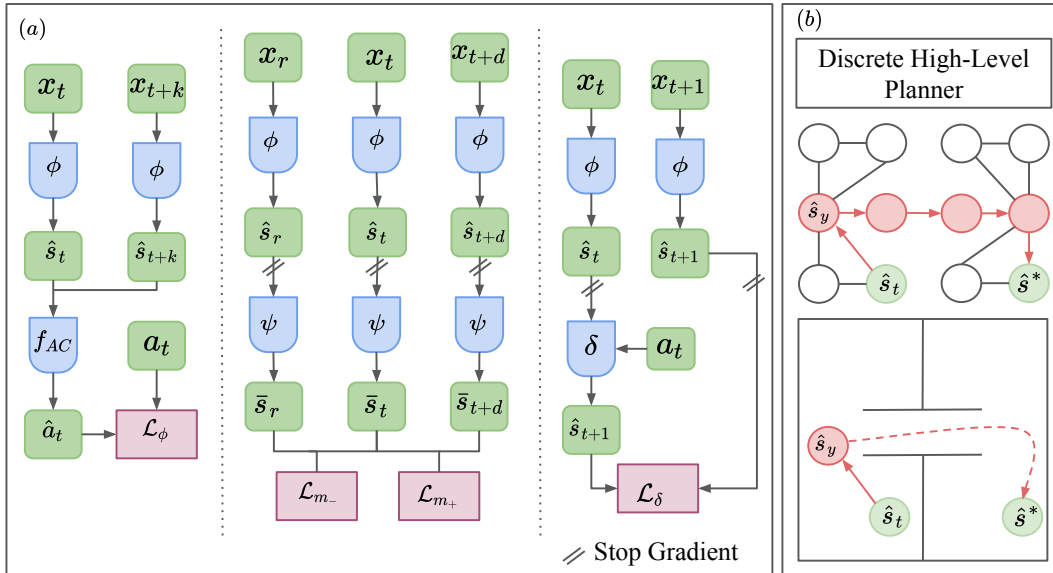 (a)
x_t x_{t+k}
ϕ ϕ
ŝ_t ŝ_{t+k}
f_{AC} a_t
â_t ℒ_ϕ
x_r x_t x_{t+d}
ϕ ϕ ϕ
ŝ_r ŝ_t ŝ_{t+d}
ψ ψ ψ
s̄_r s̄_t s̄_{t+d}
ℒ_{m_-} ℒ_{m_+}
x_t x_{t+1}
ϕ ϕ
ŝ_t ŝ_{t+1}
δ a_t
ŝ_{t+1}
ℒ_δ
// Stop Gradient
(b)
Discrete High-Level
Planner
ŝ_y
ŝ_t ŝ*
ŝ_y
ŝ_t ŝ*